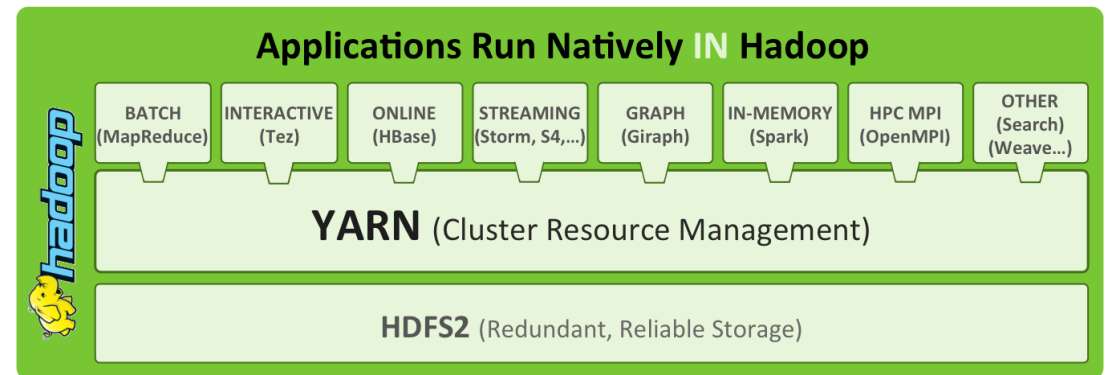 Applications Run Natively IN Hadoop
hadoop
BATCH
(MapReduce)
INTERACTIVE
(Tez)
ONLINE
(HBase)
STREAMING
(Storm, S4,...)
GRAPH
(Giraph)
IN-MEMORY
(Spark)
HPC MPI
(OpenMPI)
OTHER
(Search)
(Weave...)
YARN (Cluster Resource Management)
HDFS2 (Redundant, Reliable Storage)